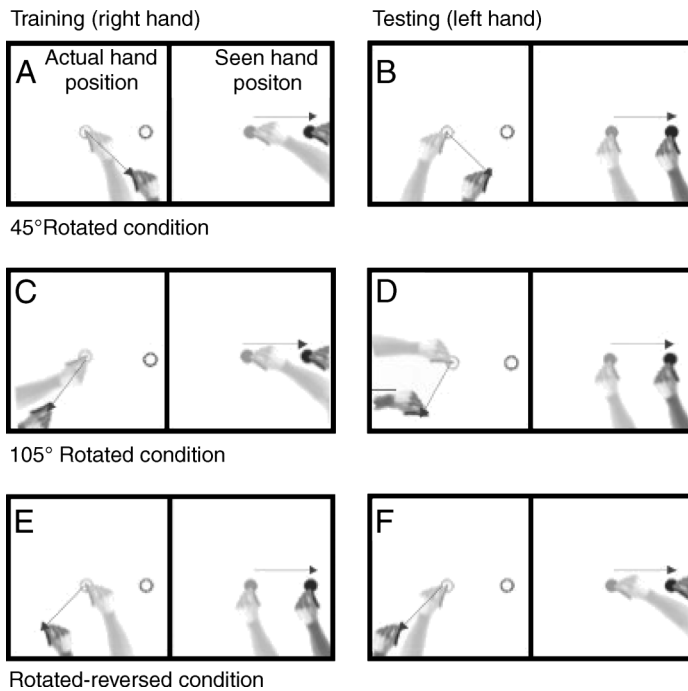 Training (right hand)
Testing (left hand)
A
Actual hand
position
Seen hand
positon
B
45°Rotated condition
C
D
105° Rotated condition
E
F
Rotated-reversed condition